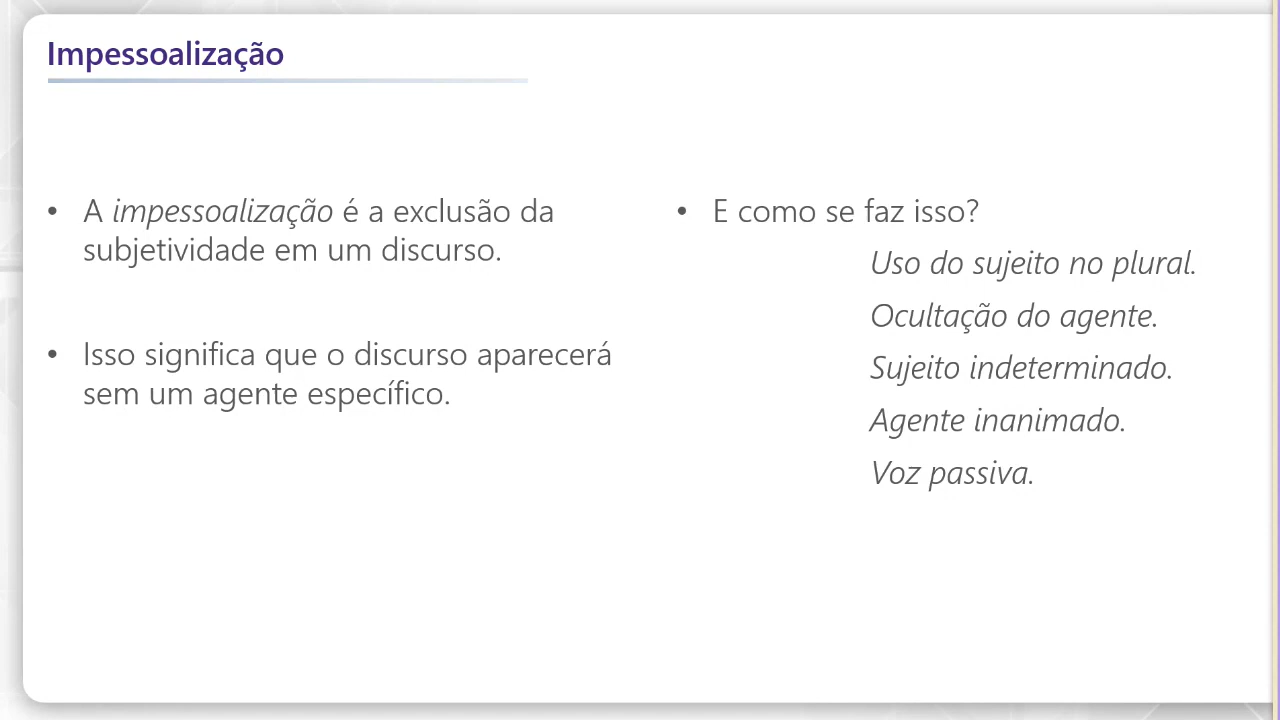 Impessoalização
• A impessoalização é a exclusão da
subjetividade em um discurso.
• Isso significa que o discurso aparecerá
sem um agente específico.
• E como se faz isso?
Uso do sujeito no plural.
Ocultação do agente.
Sujeito indeterminado.
Agente inanimado.
Voz passiva.